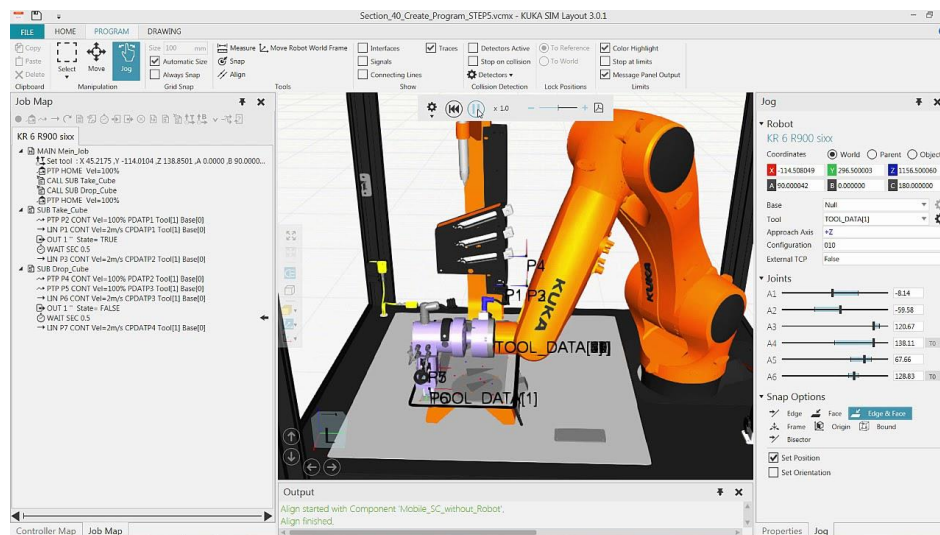 Section_40_Create_Program_STEP5.vcmx - KUKA SIM Layout 3.0.1
FILE HOME PROGRAM DRAWING
Copy
Paste
Delete
Clipboard
Select
Move
Jog
Manipulation
Size 100 mm
Automatic Size
Always Snap
Grid Snap
Measure
Snap
Align
Move Robot World Frame
Tools
Interfaces
Signals
Connecting Lines
Traces
Show
Detectors Active
Stop on collision
Detectors
Collision Detection
To Reference
To World
Lock Positions
Color Highlight
Stop at limits
Message Panel Output
Limits
Job Map
KR 6 R900 sixx
MAIN Mein_Job
Set tool : X 45.2175 ,Y -114.0104 ,Z 138.8501 ,A 0.0000 ,B 90.0000...
PTP HOME Vel=100%
CALL SUB Take_Cube
CALL SUB Drop_Cube
PTP HOME Vel=100%
SUB Take_Cube
PTP P2 CONT Vel=100% PDATP1 Tool[1] Base[0]
LIN P1 CONT Vel=2m/s CPDATP1 Tool[1] Base[0]
OUT 1 '' State= TRUE
WAIT SEC 0.5
LIN P3 CONT Vel=2m/s CPDATP2 Tool[1] Base[0]
SUB Drop_Cube
PTP P4 CONT Vel=100% PDATP2 Tool[1] Base[0]
PTP P5 CONT Vel=100% PDATP3 Tool[1] Base[0]
LIN P6 CONT Vel=2m/s CPDATP3 Tool[1] Base[0]
OUT 1 '' State= FALSE
WAIT SEC 0.5
LIN P7 CONT Vel=2m/s CPDATP4 Tool[1] Base[0]
Controller Map Job Map
x 1.0
KUKA
KUKA
P4
P1
TOOL_DATA[
TOOL_DATA[1]
Output
Align started with Component 'Mobile_SC_without_Robot',
Align finished.
Jog
Robot
KR 6 R900 sixx
Coordinates World Parent Object
X -114.508049 Y 296.500003 Z 1156.500060
A 90.000042 B 0.000000 C 180.000000
Base Null
Tool TOOL_DATA[1]
Approach Axis +Z
Configuration 010
External TCP False
Joints
A1 -8.14
A2 -59.58
A3 120.67
A4 138.11 TO
A5 67.66
A6 128.83 TO
Snap Options
Edge Face Edge & Face
Frame Origin Bound
Bisector
Set Position
Set Orientation
Properties Jog